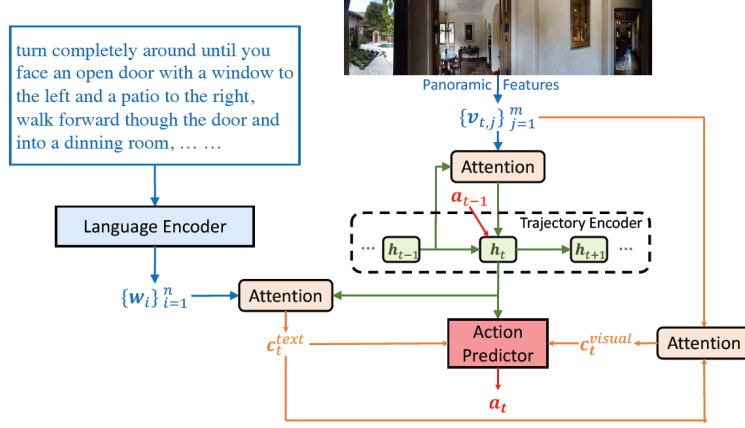 turn completely around until you
face an open door with a window to
the left and a patio to the right,
walk forward though the door and
into a dinning room, … …
Panoramic Features
{v_{t,j}}_{j=1}^{m}
Attention
a_{t-1}
Trajectory Encoder
… h_{t-1} h_t h_{t+1} …
Language Encoder
{w_i}_{i=1}^{n}
Attention
c_t^{text}
Action
Predictor
c_t^{visual}
Attention
a_t